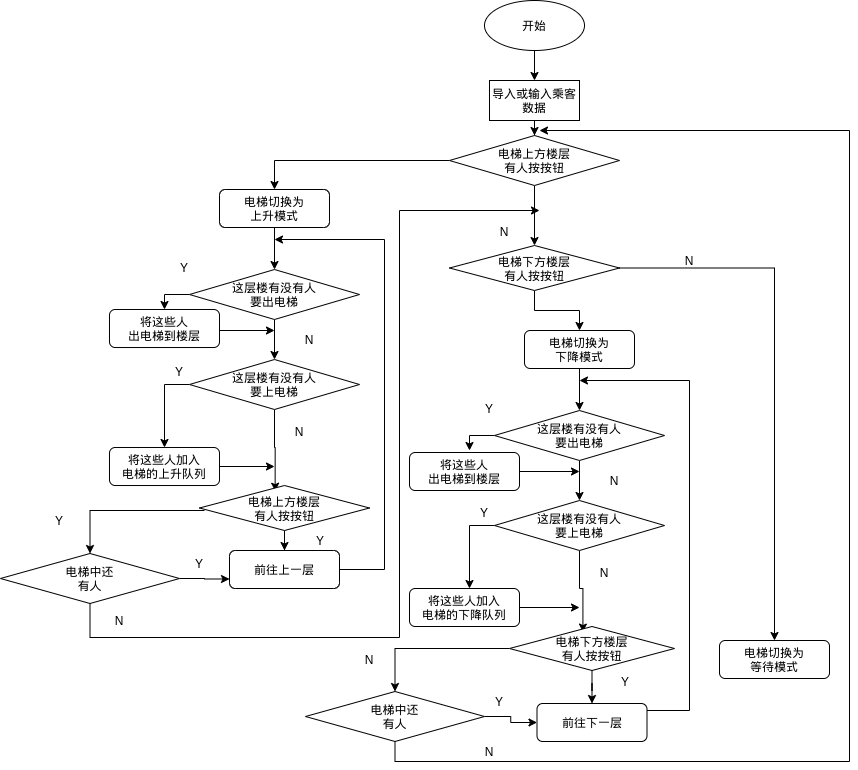 开始
导入或输入乘客
数据
电梯上方楼层
有人按按钮
电梯切换为
上升模式
N
电梯下方楼层
有人按按钮
N
Y
这层楼有没有人
要出电梯
将这些人
出电梯到楼层
N
电梯切换为
下降模式
Y
这层楼有没有人
要上电梯
N
将这些人加入
电梯的上升队列
电梯上方楼层
有人按按钮
Y
Y
电梯中还
有人
Y
前往上一层
N
Y
这层楼有没有人
要出电梯
将这些人
出电梯到楼层
N
Y
这层楼有没有人
要上电梯
N
将这些人加入
电梯的下降队列
电梯下方楼层
有人按按钮
N
Y
电梯中还
有人
Y
前往下一层
N
电梯切换为
等待模式